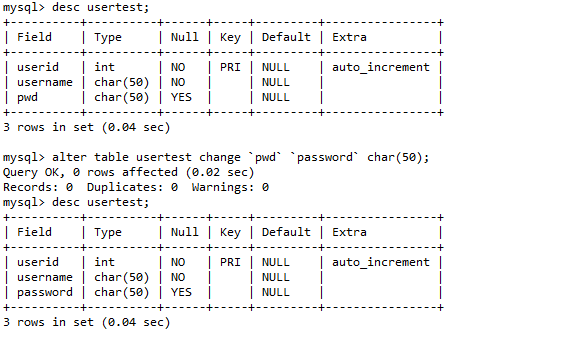 mysql> desc usertest;
+----------+----------+------+-----+---------+----------------+
| Field    | Type     | Null | Key | Default | Extra          |
+----------+----------+------+-----+---------+----------------+
| userid   | int      | NO   | PRI | NULL    | auto_increment |
| username | char(50) | NO   |     | NULL    |                |
| pwd      | char(50) | YES  |     | NULL    |                |
+----------+----------+------+-----+---------+----------------+
3 rows in set (0.04 sec)

mysql> alter table usertest change `pwd` `password` char(50);
Query OK, 0 rows affected (0.02 sec)
Records: 0  Duplicates: 0  Warnings: 0
mysql> desc usertest;
+----------+----------+------+-----+---------+----------------+
| Field    | Type     | Null | Key | Default | Extra          |
+----------+----------+------+-----+---------+----------------+
| userid   | int      | NO   | PRI | NULL    | auto_increment |
| username | char(50) | NO   |     | NULL    |                |
| password | char(50) | YES  |     | NULL    |                |
+----------+----------+------+-----+---------+----------------+
3 rows in set (0.04 sec)